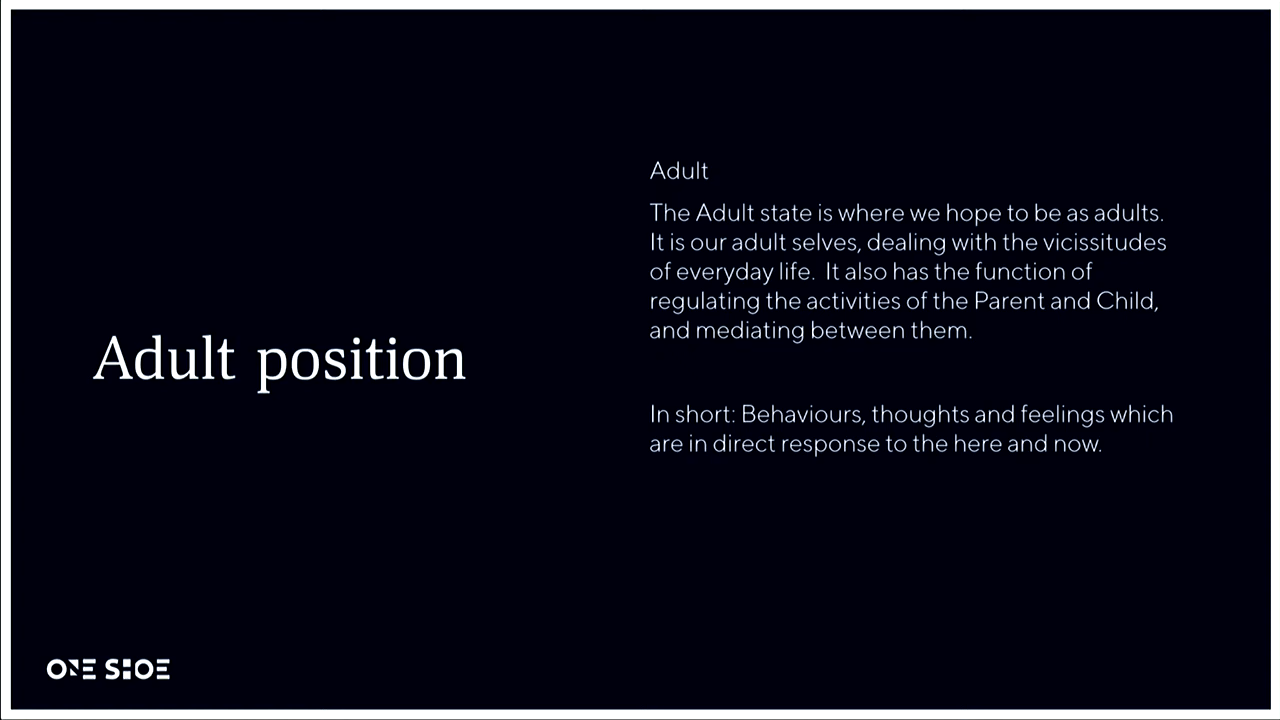 Adult position
Adult
The Adult state is where we hope to be as adults.
It is our adult selves, dealing with the vicissitudes
of everyday life.  It also has the function of
regulating the activities of the Parent and Child,
and mediating between them.
In short: Behaviours, thoughts and feelings which
are in direct response to the here and now.
ONE SHOE